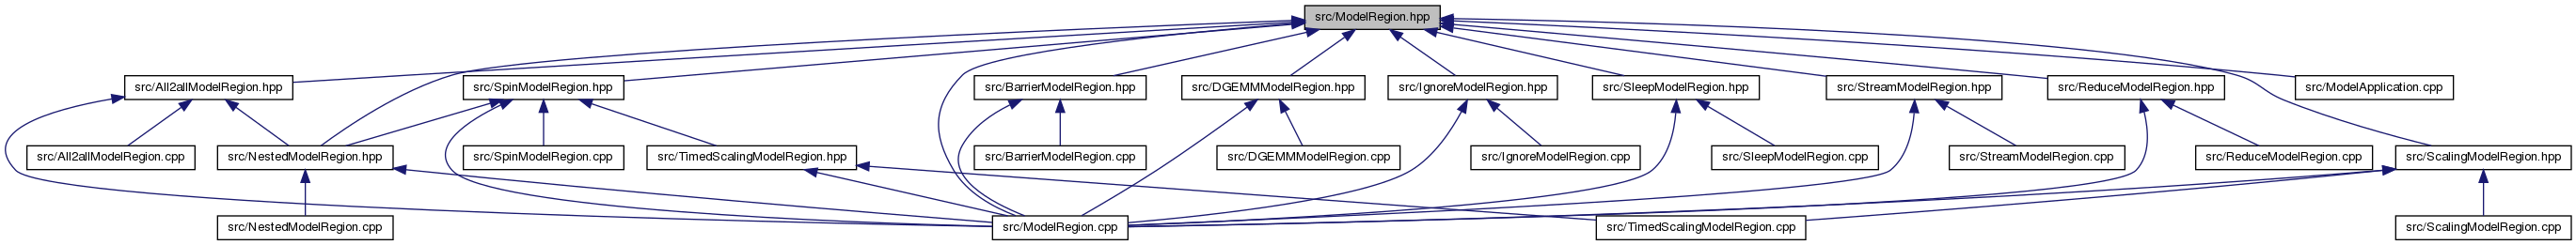 src/ModelRegion.hpp
src/All2allModelRegion.hpp
src/SpinModelRegion.hpp
src/BarrierModelRegion.hpp
src/DGEMMModelRegion.hpp
src/IgnoreModelRegion.hpp
src/SleepModelRegion.hpp
src/StreamModelRegion.hpp
src/ReduceModelRegion.hpp
src/ModelApplication.cpp
src/All2allModelRegion.cpp
src/NestedModelRegion.hpp
src/SpinModelRegion.cpp
src/TimedScalingModelRegion.hpp
src/BarrierModelRegion.cpp
src/DGEMMModelRegion.cpp
src/IgnoreModelRegion.cpp
src/SleepModelRegion.cpp
src/StreamModelRegion.cpp
src/ReduceModelRegion.cpp
src/ScalingModelRegion.hpp
src/NestedModelRegion.cpp
src/ModelRegion.cpp
src/TimedScalingModelRegion.cpp
src/ScalingModelRegion.cpp